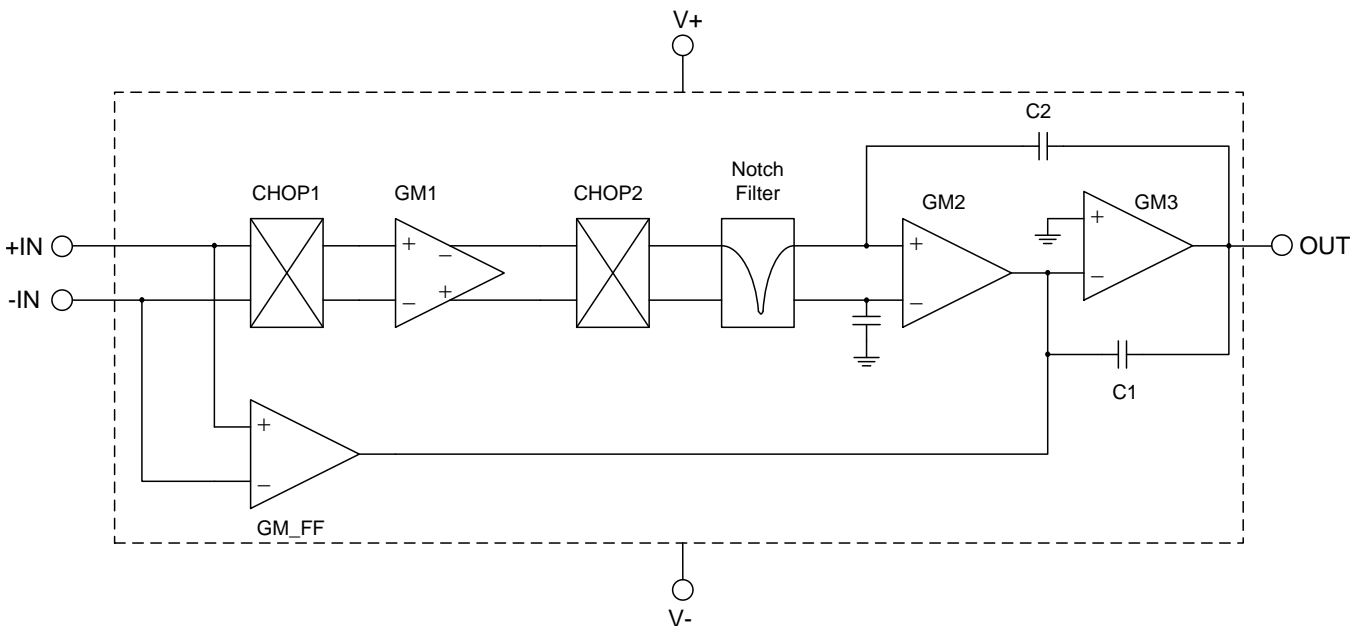 V+
C2
CHOP1
GM1
CHOP2
Notch
Filter
GM2
GM3
+IN
-IN
OUT
+
−
−
+
+
−
+
−
C1
+
−
GM_FF
V-